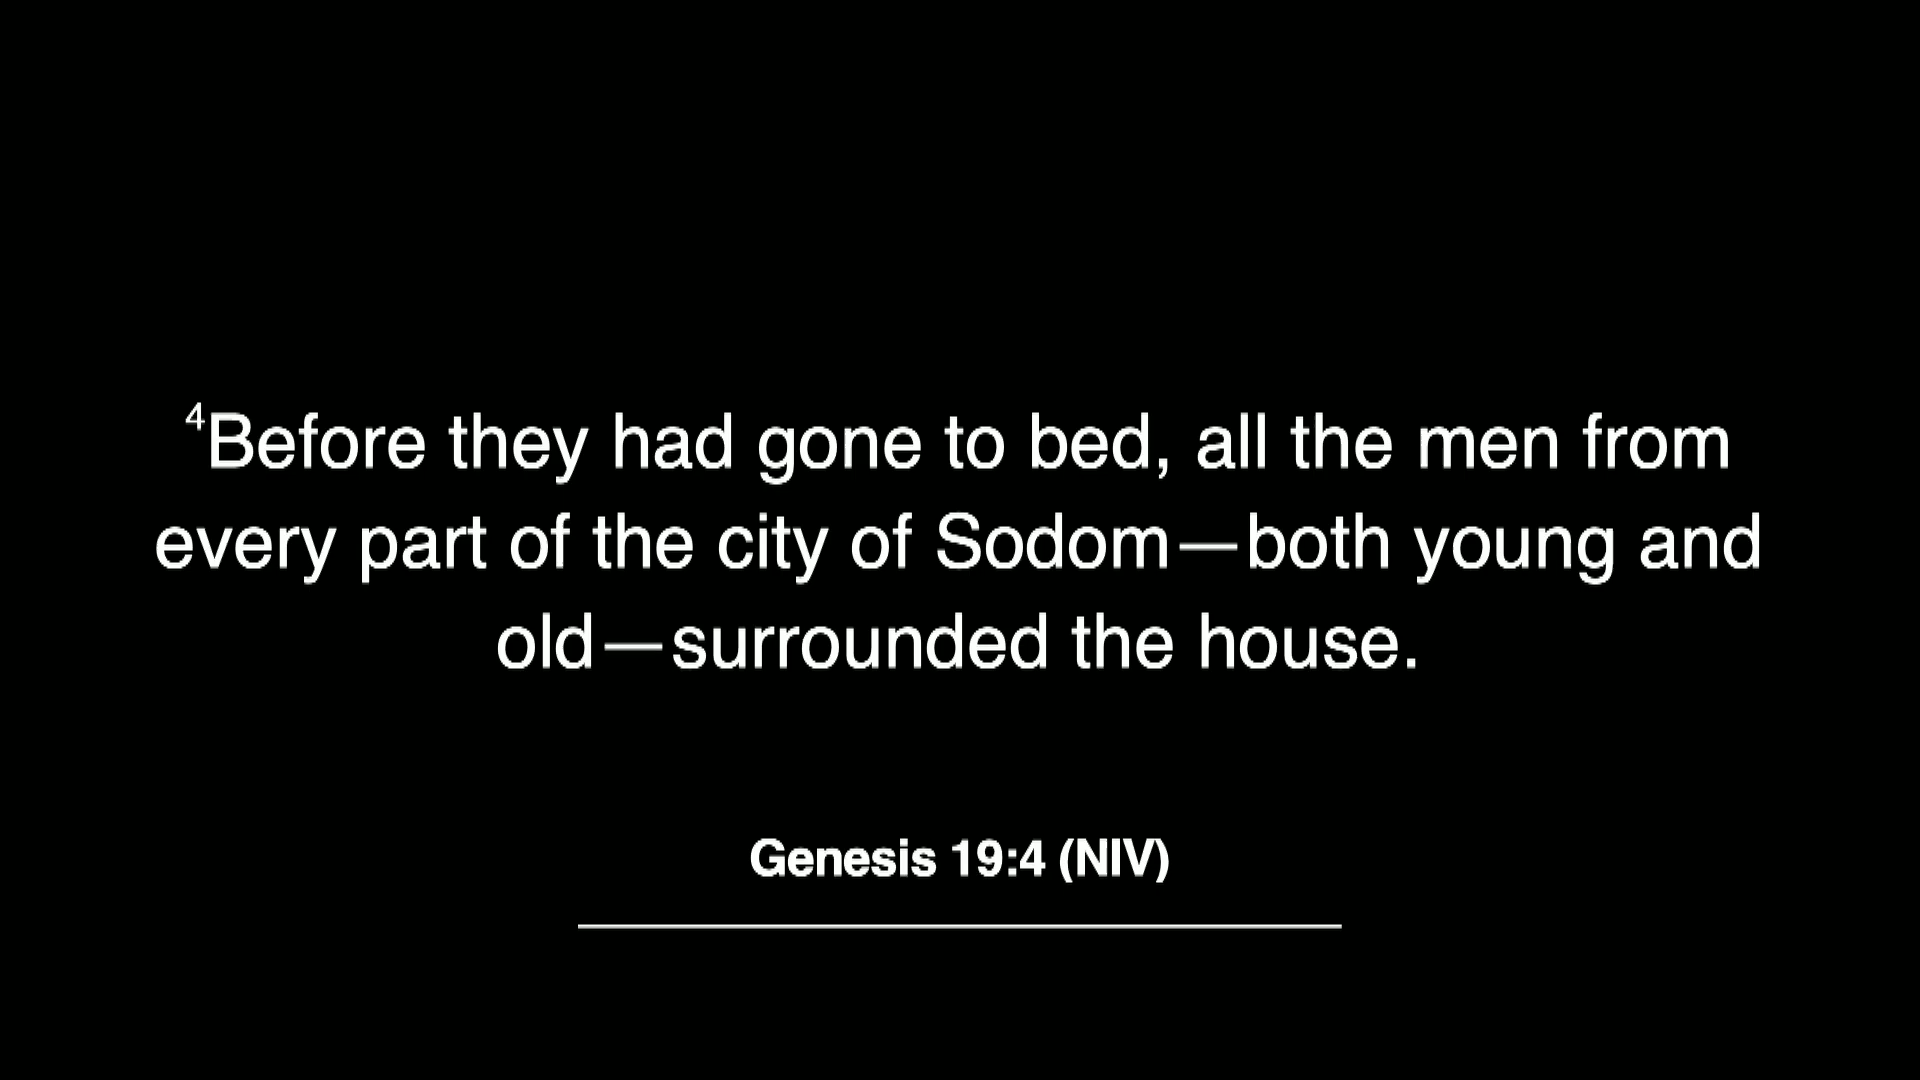 ⁴Before they had gone to bed, all the men from
every part of the city of Sodom—both young and
old—surrounded the house.
Genesis 19:4 (NIV)